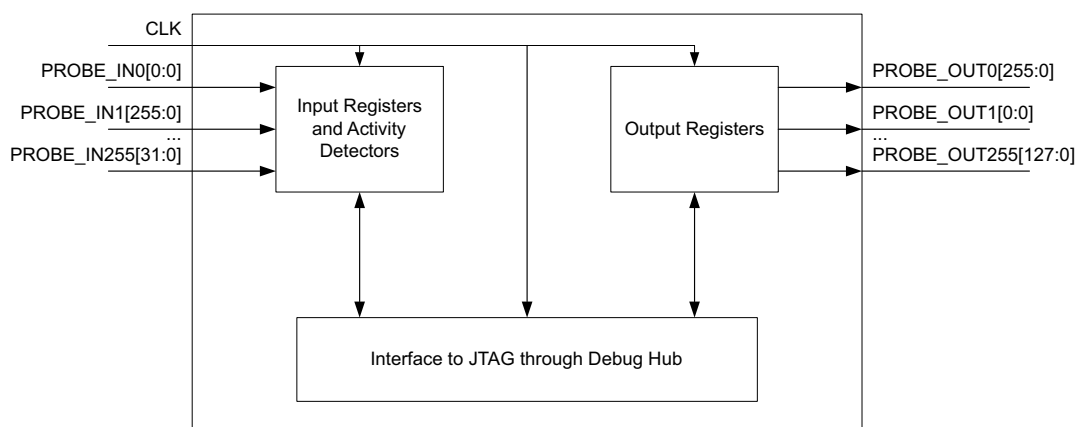 CLK
PROBE_IN0[0:0]
PROBE_IN1[255:0]
...
PROBE_IN255[31:0]
Input Registers
and Activity
Detectors
Output Registers
PROBE_OUT0[255:0]
PROBE_OUT1[0:0]
...
PROBE_OUT255[127:0]
Interface to JTAG through Debug Hub